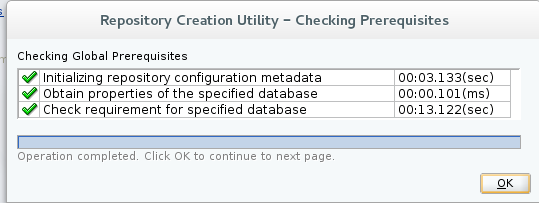 Repository Creation Utility - Checking Prerequisites
Checking Global Prerequisites
Initializing repository configuration metadata 00:03.133(sec)
Obtain properties of the specified database 00:00.101(ms)
Check requirement for specified database 00:13.122(sec)
Operation completed. Click OK to continue to next page.
OK